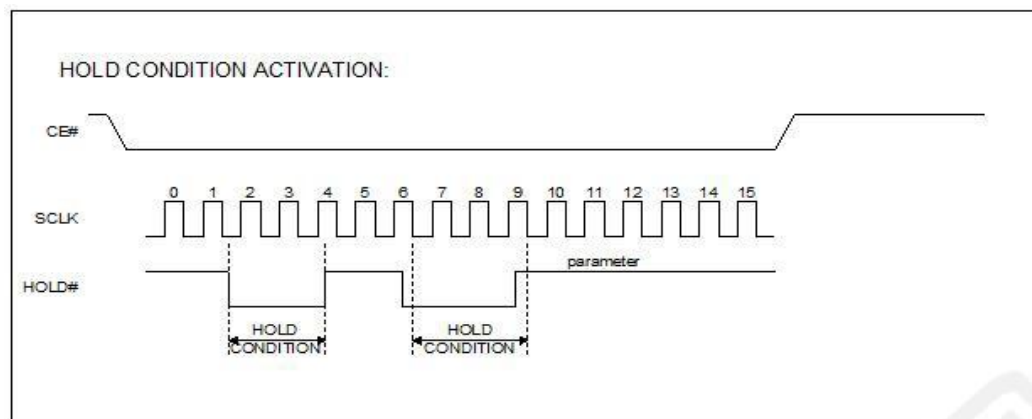 HOLD CONDITION ACTIVATION:
CE#
0 1 2 3 4 5 6 7 8 9 10 11 12 13 14 15
SCLK
parameter
HOLD#
HOLD HOLD
CONDITION CONDITION